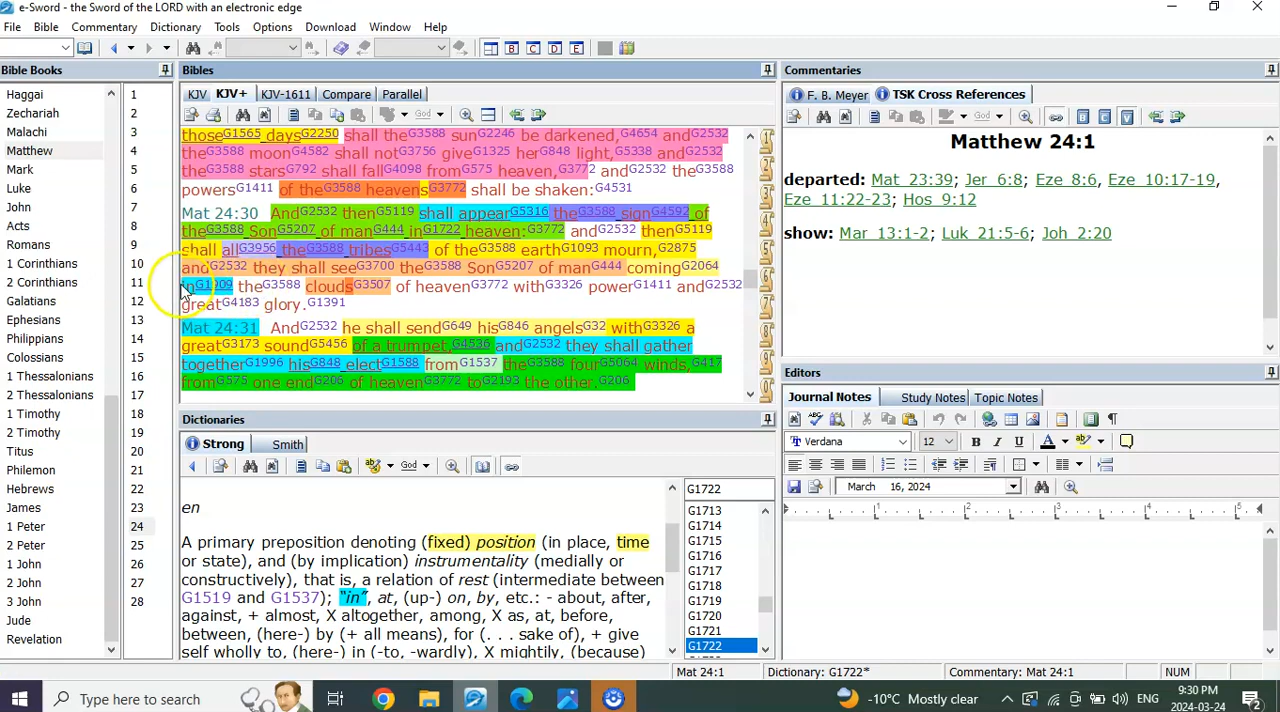 e-Sword - the Sword of the LORD with an electronic edge
File Bible Commentary Dictionary Tools Options Download Window Help
B C D E
Bible Books
Haggai
Zechariah
Malachi
Matthew
Mark
Luke
John
Acts
Romans
1 Corinthians
2 Corinthians
Galatians
Ephesians
Philippians
Colossians
1 Thessalonians
2 Thessalonians
1 Timothy
2 Timothy
Titus
Philemon
Hebrews
James
1 Peter
2 Peter
1 John
2 John
3 John
Jude
Revelation
1
2
3
4
5
6
7
8
9
10
11
12
13
14
15
16
17
18
19
20
21
22
23
24
25
26
27
28
Bibles
KJV KJV+ KJV-1611 Compare Parallel
God
thoseG1565 daysG2250 shall theG3588 sunG2246 be darkened,G4654 andG2532
theG3588 moonG4582 shall notG3756 giveG1325 herG848 light,G5338 andG2532
theG3588 starsG792 shall fallG4098 fromG575 heaven,G3772 andG2532 theG3588
powersG1411 of theG3588 heavensG3772 shall be shaken:G4531
Mat 24:30 AndG2532 thenG5119 shall appearG5316 theG3588 signG4592 of
theG3588 SonG5207 of manG444 inG1722 heaven:G3772 andG2532 thenG5119
shall allG3956 theG3588 tribesG5443 of theG3588 earthG1093 mourn,G2875
andG2532 they shall seeG3700 theG3588 SonG5207 of manG444 comingG2064
inG1909 theG3588 cloudsG3507 of heavenG3772 withG3326 powerG1411 andG2532
greatG4183 glory.G1391
Mat 24:31 AndG2532 he shall sendG649 hisG846 angelsG32 withG3326 a
greatG3173 soundG5456 of a trumpet,G4536 andG2532 they shall gather
togetherG1996 hisG848 electG1588 fromG1537 theG3588 fourG5064 winds,G417
fromG575 one endG206 of heavenG3772 toG2193 the other.G206
Dictionaries
Strong Smith
God
en
A primary preposition denoting (fixed) position (in place, time
or state), and (by implication) instrumentality (medially or
constructively), that is, a relation of rest (intermediate between
G1519 and G1537); “in”, at, (up-) on, by, etc.: - about, after,
against, + almost, X altogether, among, X as, at, before,
between, (here-) by (+ all means), for (. . . sake of), + give
self wholly to, (here-) in (-to, -wardly), X mightily, (because)
G1722
G1713
G1714
G1715
G1716
G1717
G1718
G1719
G1720
G1721
G1722
Commentaries
F. B. Meyer TSK Cross References
God B C V
Matthew 24:1
departed: Mat 23:39; Jer 6:8; Eze 8:6, Eze 10:17-19,
Eze 11:22-23; Hos 9:12
show: Mar 13:1-2; Luk 21:5-6; Joh 2:20
Editors
Journal Notes Study Notes Topic Notes
Verdana 12 B I U A
March 16, 2024
1 2 3 4 5
Mat 24:1 Dictionary: G1722* Commentary: Mat 24:1 NUM
Type here to search
-10°C Mostly clear ENG 9:30 PM
2024-03-24
2